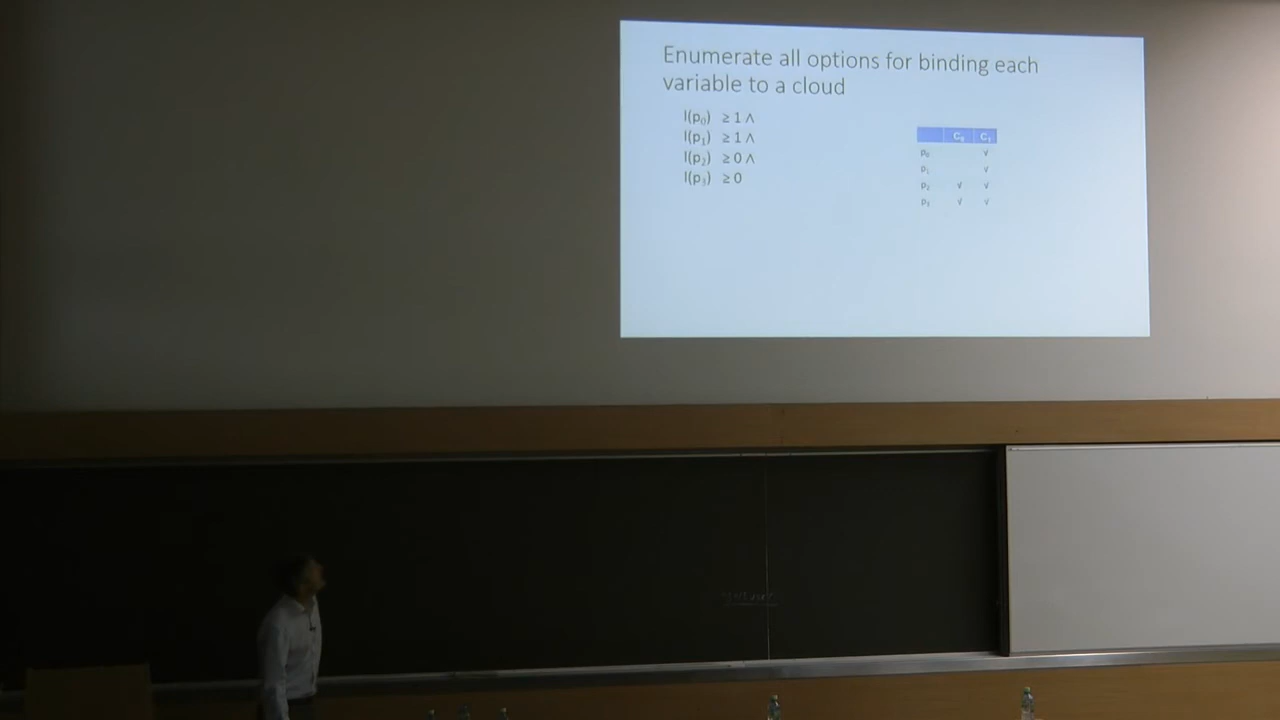 Enumerate all options for binding each
variable to a cloud
l(p₀) ≥ 1 ∧
l(p₁) ≥ 1 ∧
l(p₂) ≥ 0 ∧
l(p₃) ≥ 0
C₀ C₁
p₀ √
p₁ √
p₂ √ √
p₃ √ √